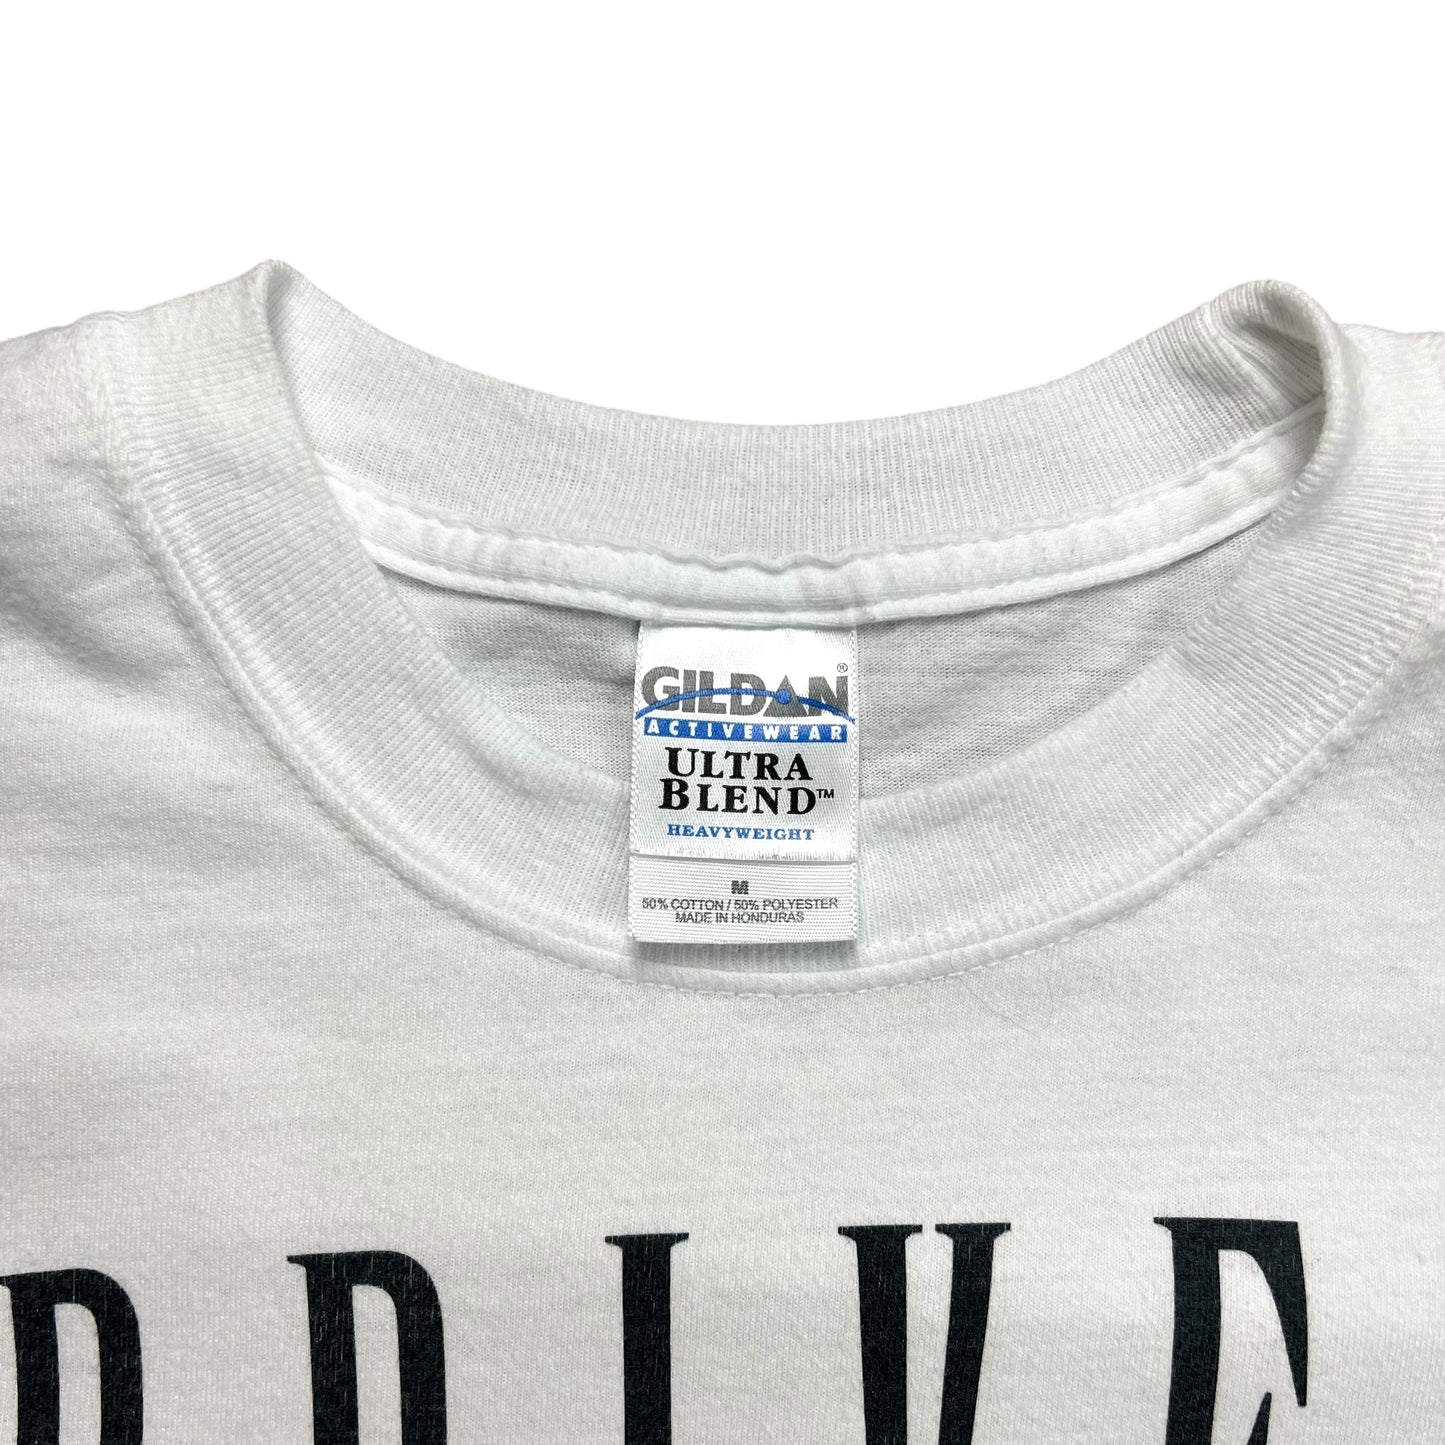 GILDAN®
ACTIVEWEAR
ULTRA
BLEND™
HEAVYWEIGHT
M
50% COTTON / 50% POLYESTER
MADE IN HONDURAS